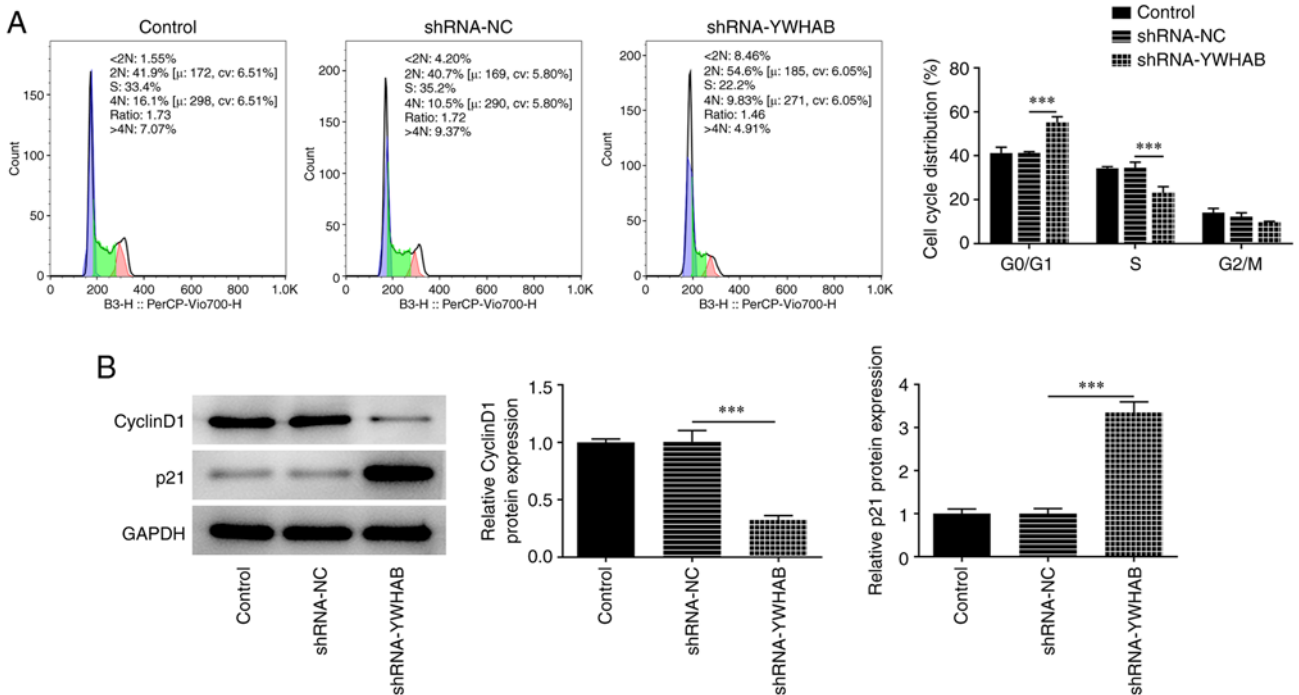 A
Control
<2N: 1.55%
2N: 41.9% [μ: 172, cv: 6.51%]
S: 33.4%
4N: 16.1% [μ: 298, cv: 6.51%]
Ratio: 1.73
>4N: 7.07%
Count
150
100
50
0
0 200 400 600 800 1.0K
B3-H :: PerCP-Vio700-H
shRNA-NC
<2N: 4.20%
2N: 40.7% [μ: 169, cv: 5.80%]
S: 35.2%
4N: 10.5% [μ: 290, cv: 5.80%]
Ratio: 1.72
>4N: 9.37%
Count
200
150
100
50
0
0 200 400 600 800 1.0K
B3-H :: PerCP-Vio700-H
shRNA-YWHAB
<2N: 8.46%
2N: 54.6% [μ: 185, cv: 6.05%]
S: 22.2%
4N: 9.83% [μ: 271, cv: 6.05%]
Ratio: 1.46
>4N: 4.91%
Count
200
150
100
50
0
0 200 400 600 800 1.0K
B3-H :: PerCP-Vio700-H
Control
shRNA-NC
shRNA-YWHAB
Cell cycle distribution (%)
80
60
40
20
0
***
***
G0/G1 S G2/M
B
CyclinD1
p21
GAPDH
Control
shRNA-NC
shRNA-YWHAB
Relative CyclinD1
protein expression
1.5
1.0
0.5
0.0
***
Control
shRNA-NC
shRNA-YWHAB
Relative p21 protein expression
4
3
2
1
0
***
Control
shRNA-NC
shRNA-YWHAB